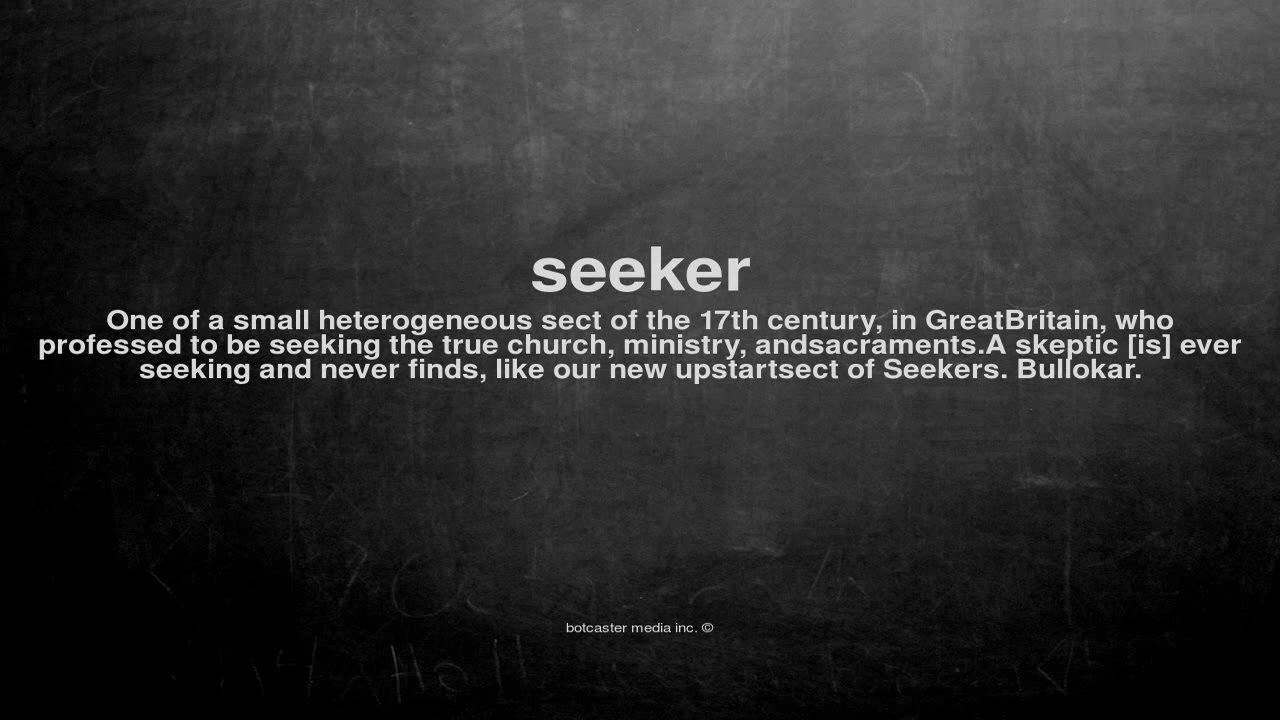 seeker
One of a small heterogeneous sect of the 17th century, in GreatBritain, who
professed to be seeking the true church, ministry, andsacraments.A skeptic [is] ever
seeking and never finds, like our new upstartsect of Seekers. Bullokar.
botcaster media inc. ©